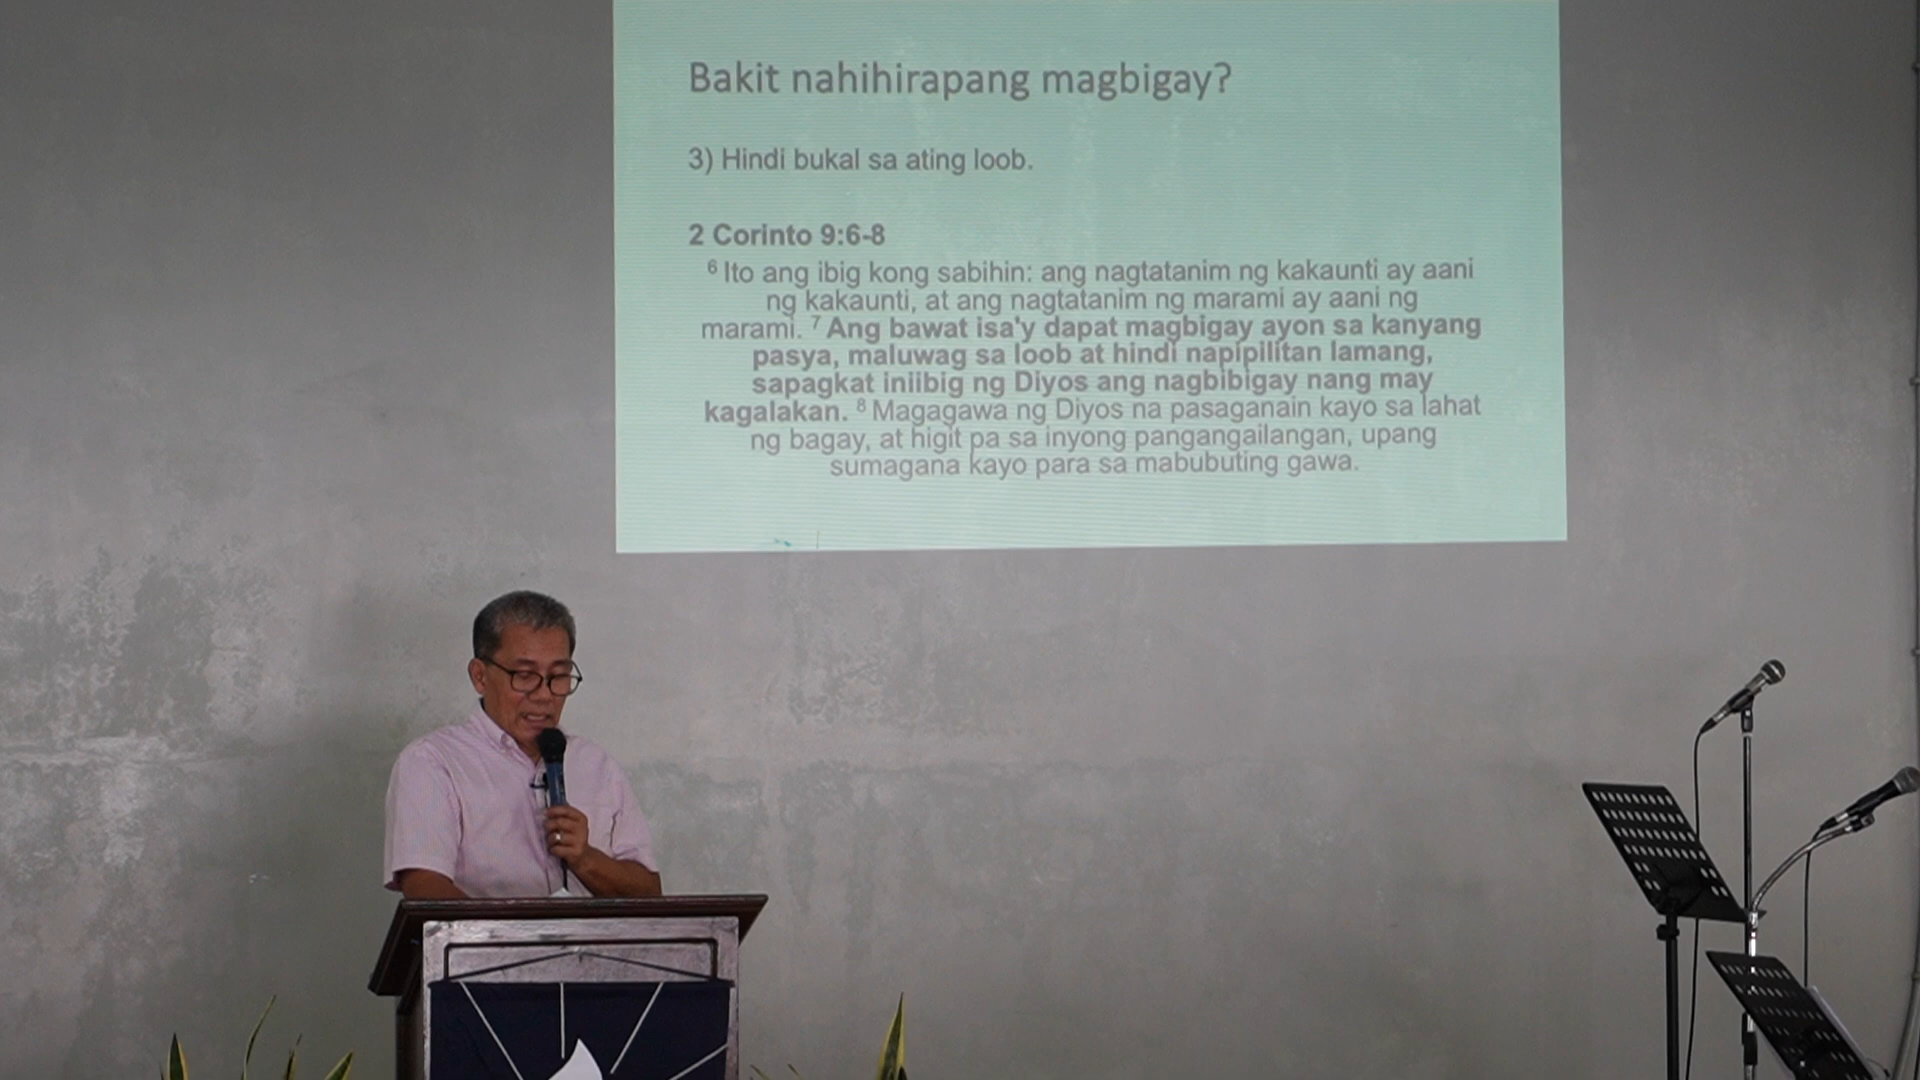 Bakit nahihirapang magbigay?
3) Hindi bukal sa ating loob.
2 Corinto 9:6-8
6 Ito ang ibig kong sabihin: ang nagtatanim ng kakaunti ay aani
ng kakaunti, at ang nagtatanim ng marami ay aani ng
marami. 7 Ang bawat isa'y dapat magbigay ayon sa kanyang
pasya, maluwag sa loob at hindi napipilitan lamang,
sapagkat iniibig ng Diyos ang nagbibigay nang may
kagalakan. 8 Magagawa ng Diyos na pasaganain kayo sa lahat
ng bagay, at higit pa sa inyong pangangailangan, upang
sumagana kayo para sa mabubuting gawa.